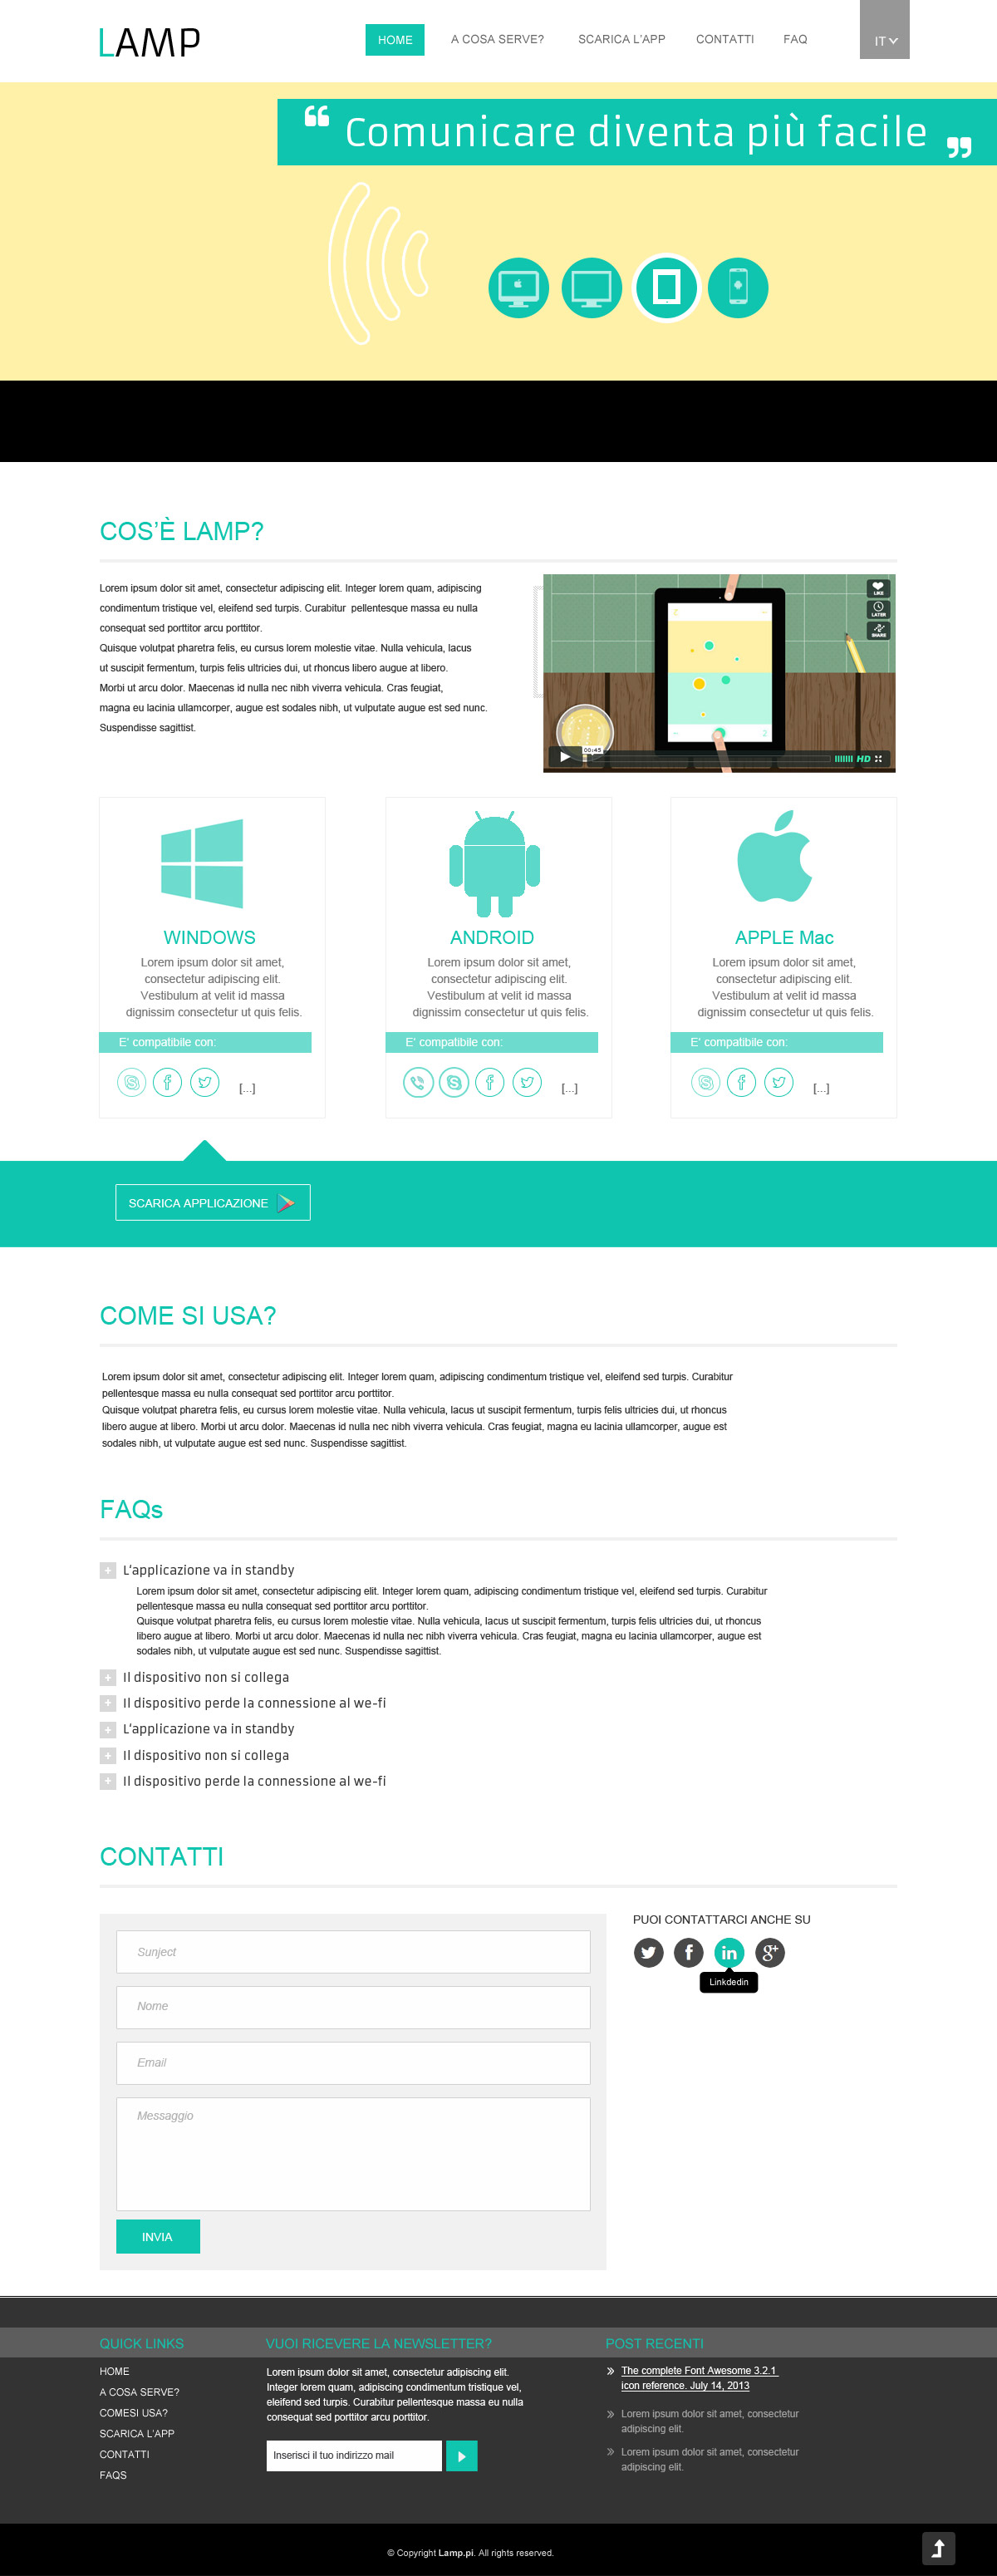 LAMP
HOME
A COSA SERVE?
SCARICA L'APP
CONTATTI
FAQ
IT
“ Comunicare diventa più facile ”
COS'È LAMP?
Lorem ipsum dolor sit amet, consectetur adipiscing elit. Integer lorem quam, adipiscing
condimentum tristique vel, eleifend sed turpis. Curabitur pellentesque massa eu nulla
consequat sed porttitor arcu porttitor.
Quisque volutpat pharetra felis, eu cursus lorem molestie vitae. Nulla vehicula, lacus
ut suscipit fermentum, turpis felis ultricies dui, ut rhoncus libero augue at libero.
Morbi ut arcu dolor. Maecenas id nulla nec nibh viverra vehicula. Cras feugiat,
magna eu lacinia ullamcorper, augue est sodales nibh, ut vulputate augue est sed nunc.
Suspendisse sagittist.
LIKE
LATER
SHARE
00:45
HD
WINDOWS
Lorem ipsum dolor sit amet,
consectetur adipiscing elit.
Vestibulum at velit id massa
dignissim consectetur ut quis felis.
E' compatibile con:
[...]
ANDROID
Lorem ipsum dolor sit amet,
consectetur adipiscing elit.
Vestibulum at velit id massa
dignissim consectetur ut quis felis.
E' compatibile con:
[...]
APPLE Mac
Lorem ipsum dolor sit amet,
consectetur adipiscing elit.
Vestibulum at velit id massa
dignissim consectetur ut quis felis.
E' compatibile con:
[...]
SCARICA APPLICAZIONE
COME SI USA?
Lorem ipsum dolor sit amet, consectetur adipiscing elit. Integer lorem quam, adipiscing condimentum tristique vel, eleifend sed turpis. Curabitur
pellentesque massa eu nulla consequat sed porttitor arcu porttitor.
Quisque volutpat pharetra felis, eu cursus lorem molestie vitae. Nulla vehicula, lacus ut suscipit fermentum, turpis felis ultricies dui, ut rhoncus
libero augue at libero. Morbi ut arcu dolor. Maecenas id nulla nec nibh viverra vehicula. Cras feugiat, magna eu lacinia ullamcorper, augue est
sodales nibh, ut vulputate augue est sed nunc. Suspendisse sagittist.
FAQs
+ L'applicazione va in standby
Lorem ipsum dolor sit amet, consectetur adipiscing elit. Integer lorem quam, adipiscing condimentum tristique vel, eleifend sed turpis. Curabitur
pellentesque massa eu nulla consequat sed porttitor arcu porttitor.
Quisque volutpat pharetra felis, eu cursus lorem molestie vitae. Nulla vehicula, lacus ut suscipit fermentum, turpis felis ultricies dui, ut rhoncus
libero augue at libero. Morbi ut arcu dolor. Maecenas id nulla nec nibh viverra vehicula. Cras feugiat, magna eu lacinia ullamcorper, augue est
sodales nibh, ut vulputate augue est sed nunc. Suspendisse sagittist.
+ Il dispositivo non si collega
+ Il dispositivo perde la connessione al we-fi
+ L'applicazione va in standby
+ Il dispositivo non si collega
+ Il dispositivo perde la connessione al we-fi
CONTATTI
Sunject
Nome
Email
Messaggio
INVIA
PUOI CONTATTARCI ANCHE SU
Linkdedin
QUICK LINKS
HOME
A COSA SERVE?
COMESI USA?
SCARICA L'APP
CONTATTI
FAQS
VUOI RICEVERE LA NEWSLETTER?
Lorem ipsum dolor sit amet, consectetur adipiscing elit.
Integer lorem quam, adipiscing condimentum tristique vel,
eleifend sed turpis. Curabitur pellentesque massa eu nulla
consequat sed porttitor arcu porttitor.
Inserisci il tuo indirizzo mail
POST RECENTI
» The complete Font Awesome 3.2.1
icon reference. July 14, 2013
» Lorem ipsum dolor sit amet, consectetur
adipiscing elit.
» Lorem ipsum dolor sit amet, consectetur
adipiscing elit.
© Copyright Lamp.pi. All rights reserved.